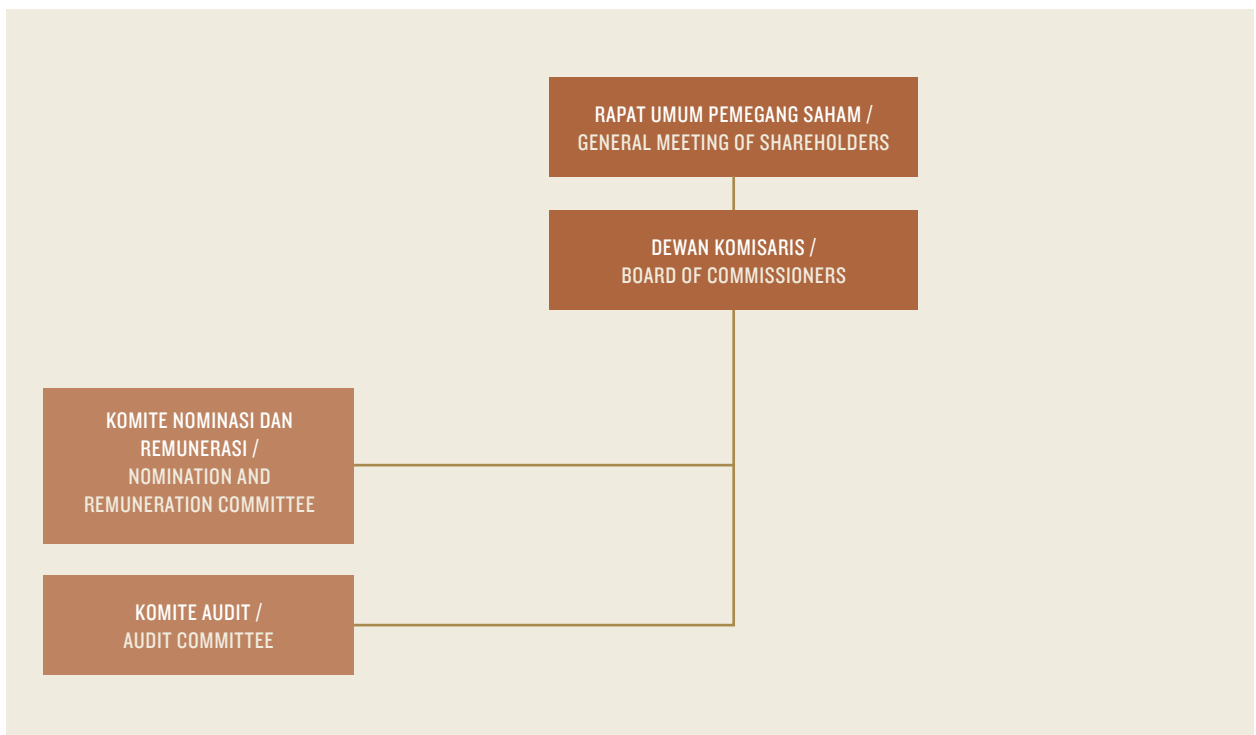 RAPAT UMUM PEMEGANG SAHAM /
GENERAL MEETING OF SHAREHOLDERS
DEWAN KOMISARIS /
BOARD OF COMMISSIONERS
KOMITE NOMINASI DAN
REMUNERASI /
NOMINATION AND
REMUNERATION COMMITTEE
KOMITE AUDIT /
AUDIT COMMITTEE